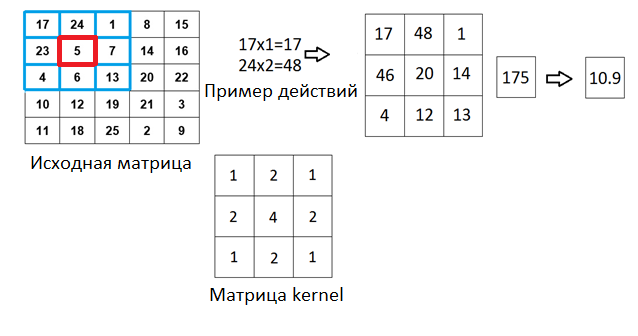 17 24 1 8 15
23 5 7 14 16
4 6 13 20 22
10 12 19 21 3
11 18 25 2 9
Исходная матрица
17x1=17
24x2=48
Пример действий
17 48 1
46 20 14
4 12 13
175
10.9
1 2 1
2 4 2
1 2 1
Матрица kernel